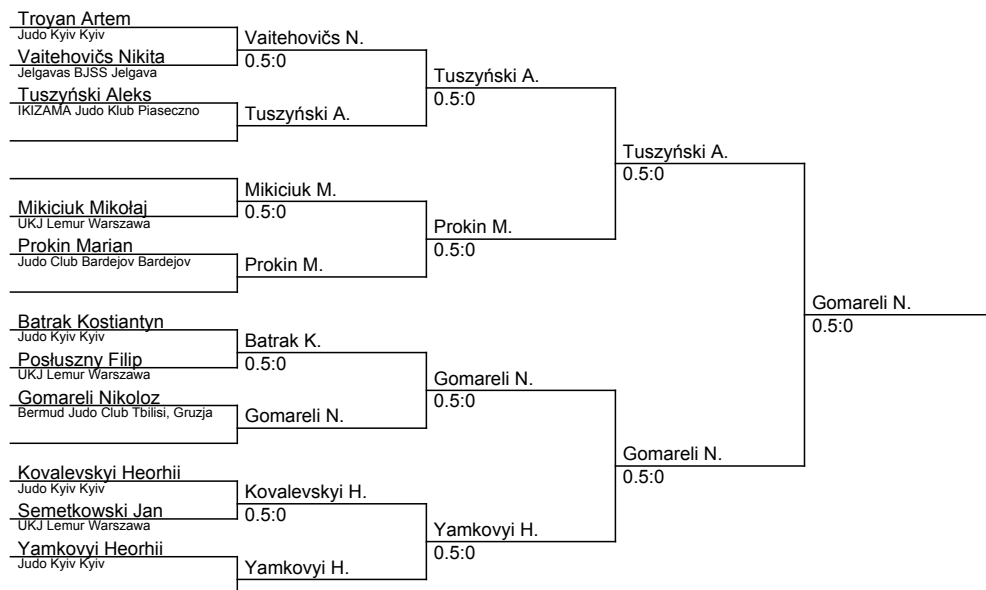 Troyan Artem
Judo Kyiv Kyiv
Vaitehovičs N.
0.5:0
Vaitehovičs Nikita
Jelgavas BJSS Jelgava
Tuszyński A.
0.5:0
Tuszyński Aleks
IKIZAMA Judo Klub Piaseczno
Tuszyński A.
Tuszyński A.
0.5:0
Mikiciuk M.
0.5:0
Mikiciuk Mikołaj
UKJ Lemur Warszawa
Prokin M.
0.5:0
Prokin Marian
Judo Club Bardejov Bardejov
Prokin M.
Gomareli N.
0.5:0
Batrak Kostiantyn
Judo Kyiv Kyiv
Batrak K.
0.5:0
Posłuszny Filip
UKJ Lemur Warszawa
Gomareli N.
0.5:0
Gomareli Nikoloz
Bermud Judo Club Tbilisi, Gruzja
Gomareli N.
Gomareli N.
0.5:0
Kovalevskyi Heorhii
Judo Kyiv Kyiv
Kovalevskyi H.
0.5:0
Semetkowski Jan
UKJ Lemur Warszawa
Yamkovyi H.
0.5:0
Yamkovyi Heorhii
Judo Kyiv Kyiv
Yamkovyi H.